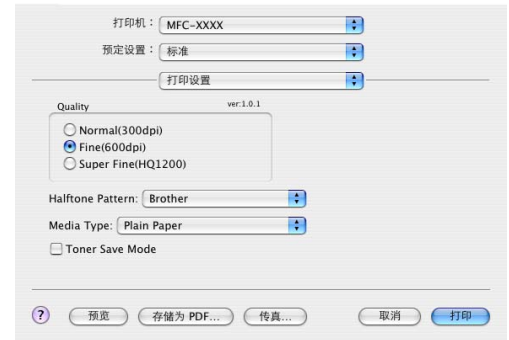 打印机： MFC-XXXX
预定设置： 标准
打印设置
Quality ver:1.0.1
Normal(300dpi)
Fine(600dpi)
Super Fine(HQ1200)
Halftone Pattern: Brother
Media Type: Plain Paper
Toner Save Mode
? 预览 存储为 PDF... 传真... 取消 打印